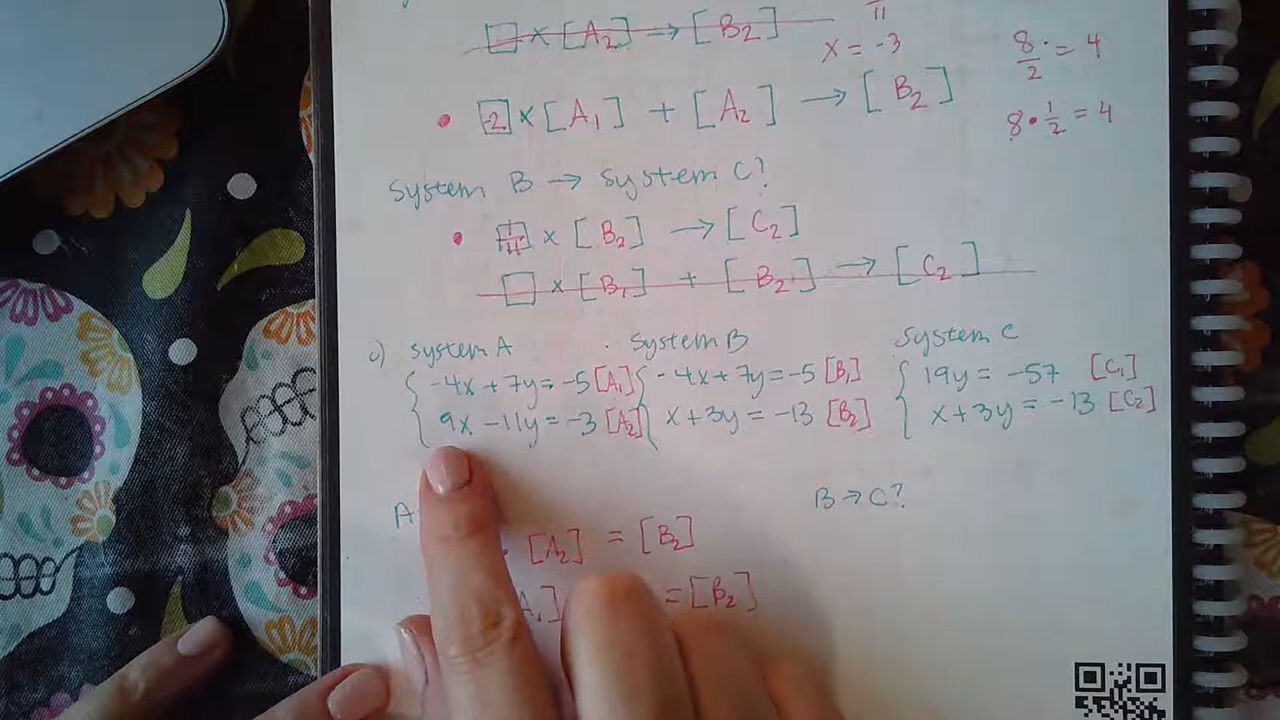 11
□ × [A₂] → [B₂]
x = -3
8/2 = 4
• -2 × [A₁] + [A₂] → [B₂]
8 • 1/2 = 4
System B → System C?
• 1/11 × [B₂] → [C₂]
□ × [B₁] + [B₂] → [C₂]
c) System A System B System C
-4x + 7y = -5 [A₁] -4x + 7y = -5 [B₁] 19y = -57 [C₁]
9x - 11y = -3 [A₂] x + 3y = -13 [B₂] x + 3y = -13 [C₂]
A B → C?
[A₂] = [B₂]
A₁] = [B₂]